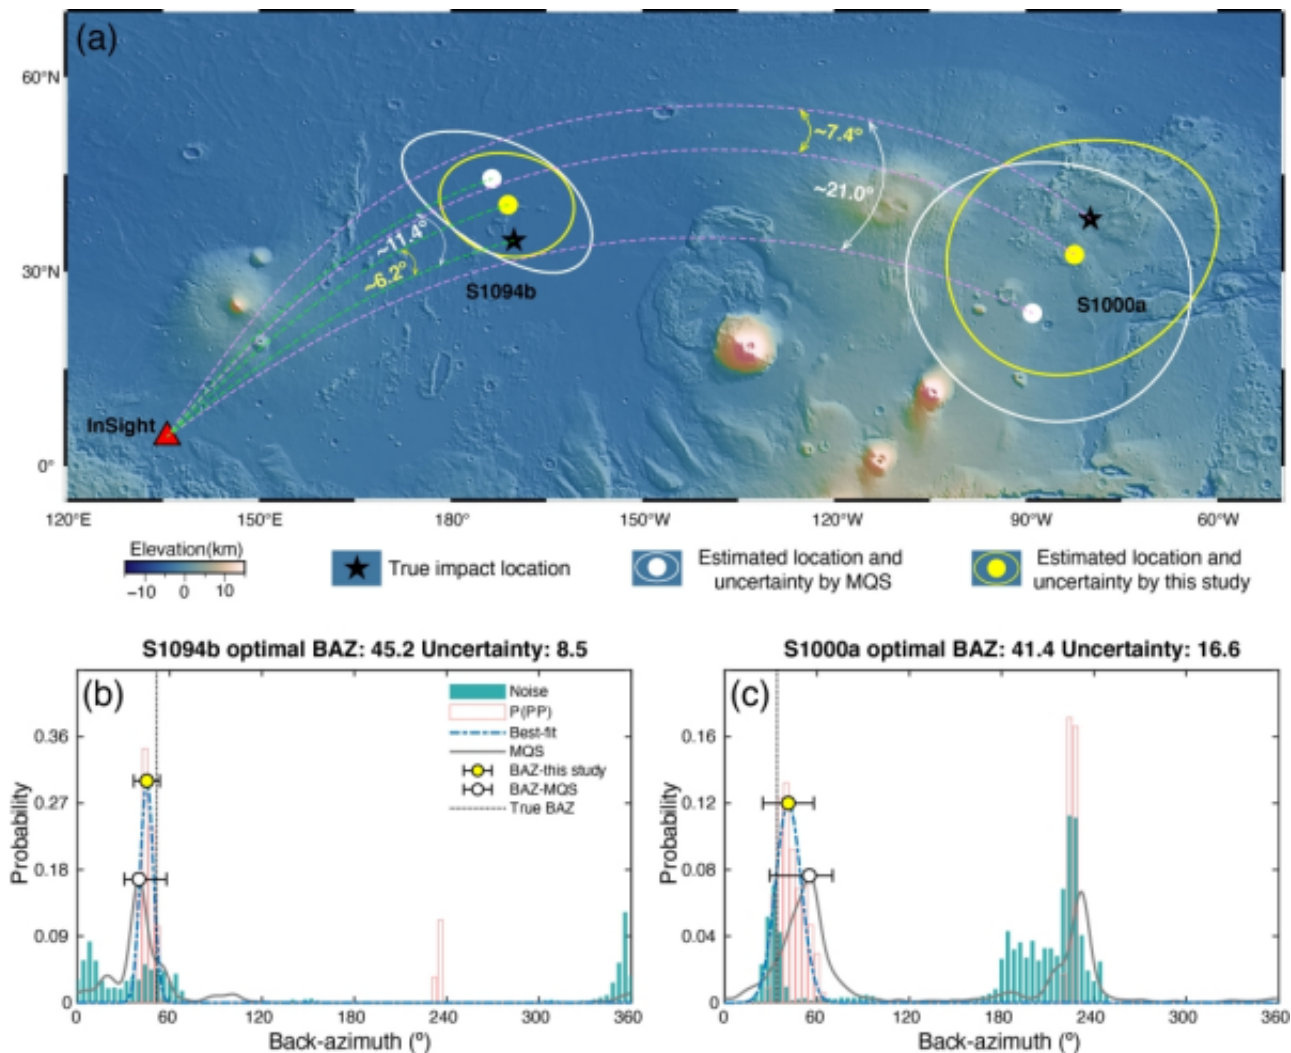 (a)
60°N
30°N
0°
~7.4°
~21.0°
~11.4°
~6.2°
S1094b
S1000a
InSight
120°E
150°E
180°
150°W
120°W
90°W
60°W
Elevation(km)
−10
0
10
True impact location
Estimated location and
uncertainty by MQS
Estimated location and
uncertainty by this study
S1094b optimal BAZ: 45.2 Uncertainty: 8.5
(b)
Probability
0.36
0.27
0.18
0.09
0
Noise
P(PP)
Best-fit
MQS
BAZ-this study
BAZ-MQS
True BAZ
0
60
120
240
360
Back-azimuth (º)
S1000a optimal BAZ: 41.4 Uncertainty: 16.6
(c)
Probability
0.16
0.12
0.08
0.04
0
0
60
120
240
360
Back-azimuth (º)